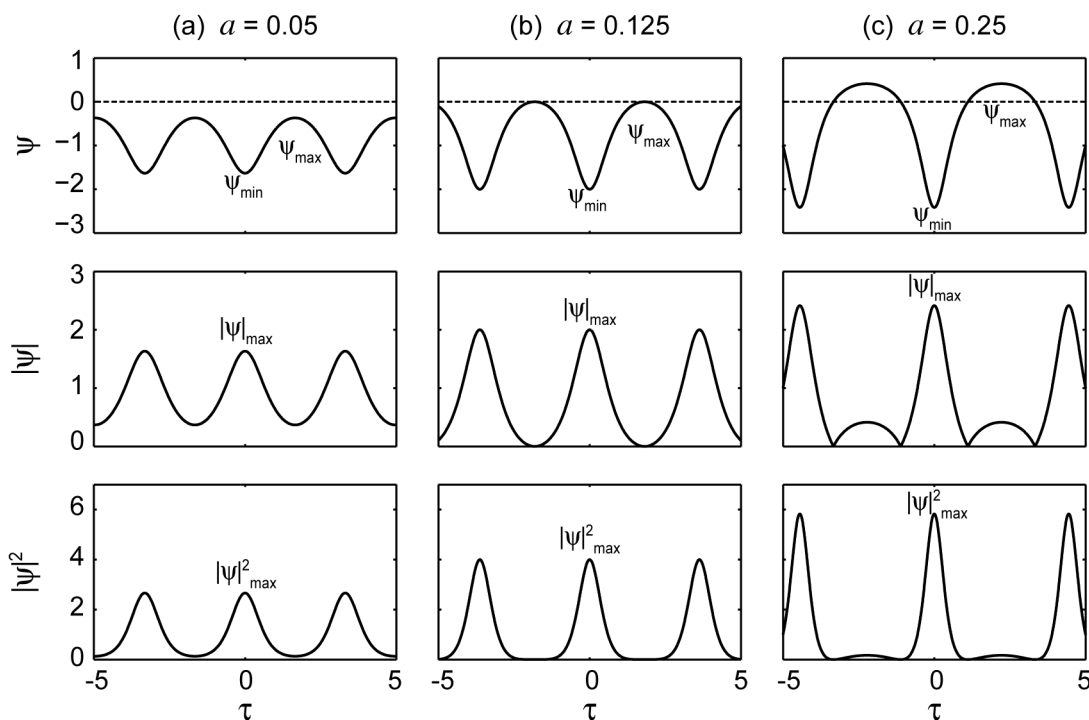 (a) a = 0.05
(b) a = 0.125
(c) a = 0.25
1
0
−1
−2
−3
ψ
ψmin
ψmax
ψmin
ψmax
ψmin
ψmax
3
2
1
0
|ψ|
|ψ|max
|ψ|max
|ψ|max
6
4
2
0
|ψ|²
|ψ|²max
|ψ|²max
|ψ|²max
-5 0 5
-5 0 5
-5 0 5
τ
τ
τ